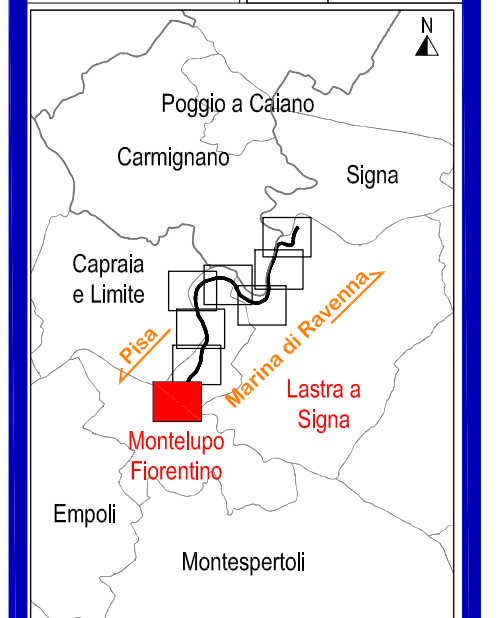 N
Poggio a Caiano
Carmignano
Signa
Capraia
e Limite
Pisa
Marina di Ravenna
Lastra a
Signa
Montelupo
Fiorentino
Empoli
Montespertoli